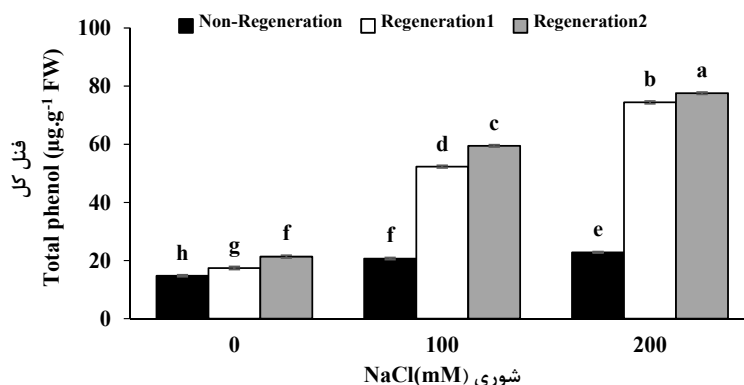 Non-Regeneration Regeneration1 Regeneration2
100
80
60
40
20
0
فنل کل
Total phenol (µg.g⁻¹ FW)
h g f
f d c
e b a
0 100 200
شوری NaCl(mM)